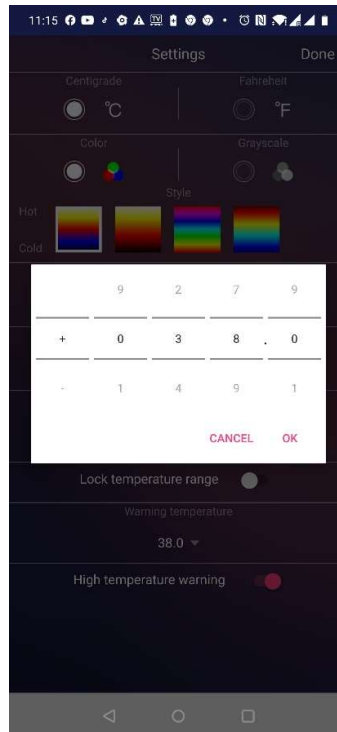 11:15
Settings Done
Centigrade Fahreheit
°C °F
Color Grayscale
Style
Hot
Cold
9 2 7 9
+ 0 3 8 . 0
- 1 4 9 1
CANCEL OK
Lock temperature range
Warning temperature
38.0
High temperature warning